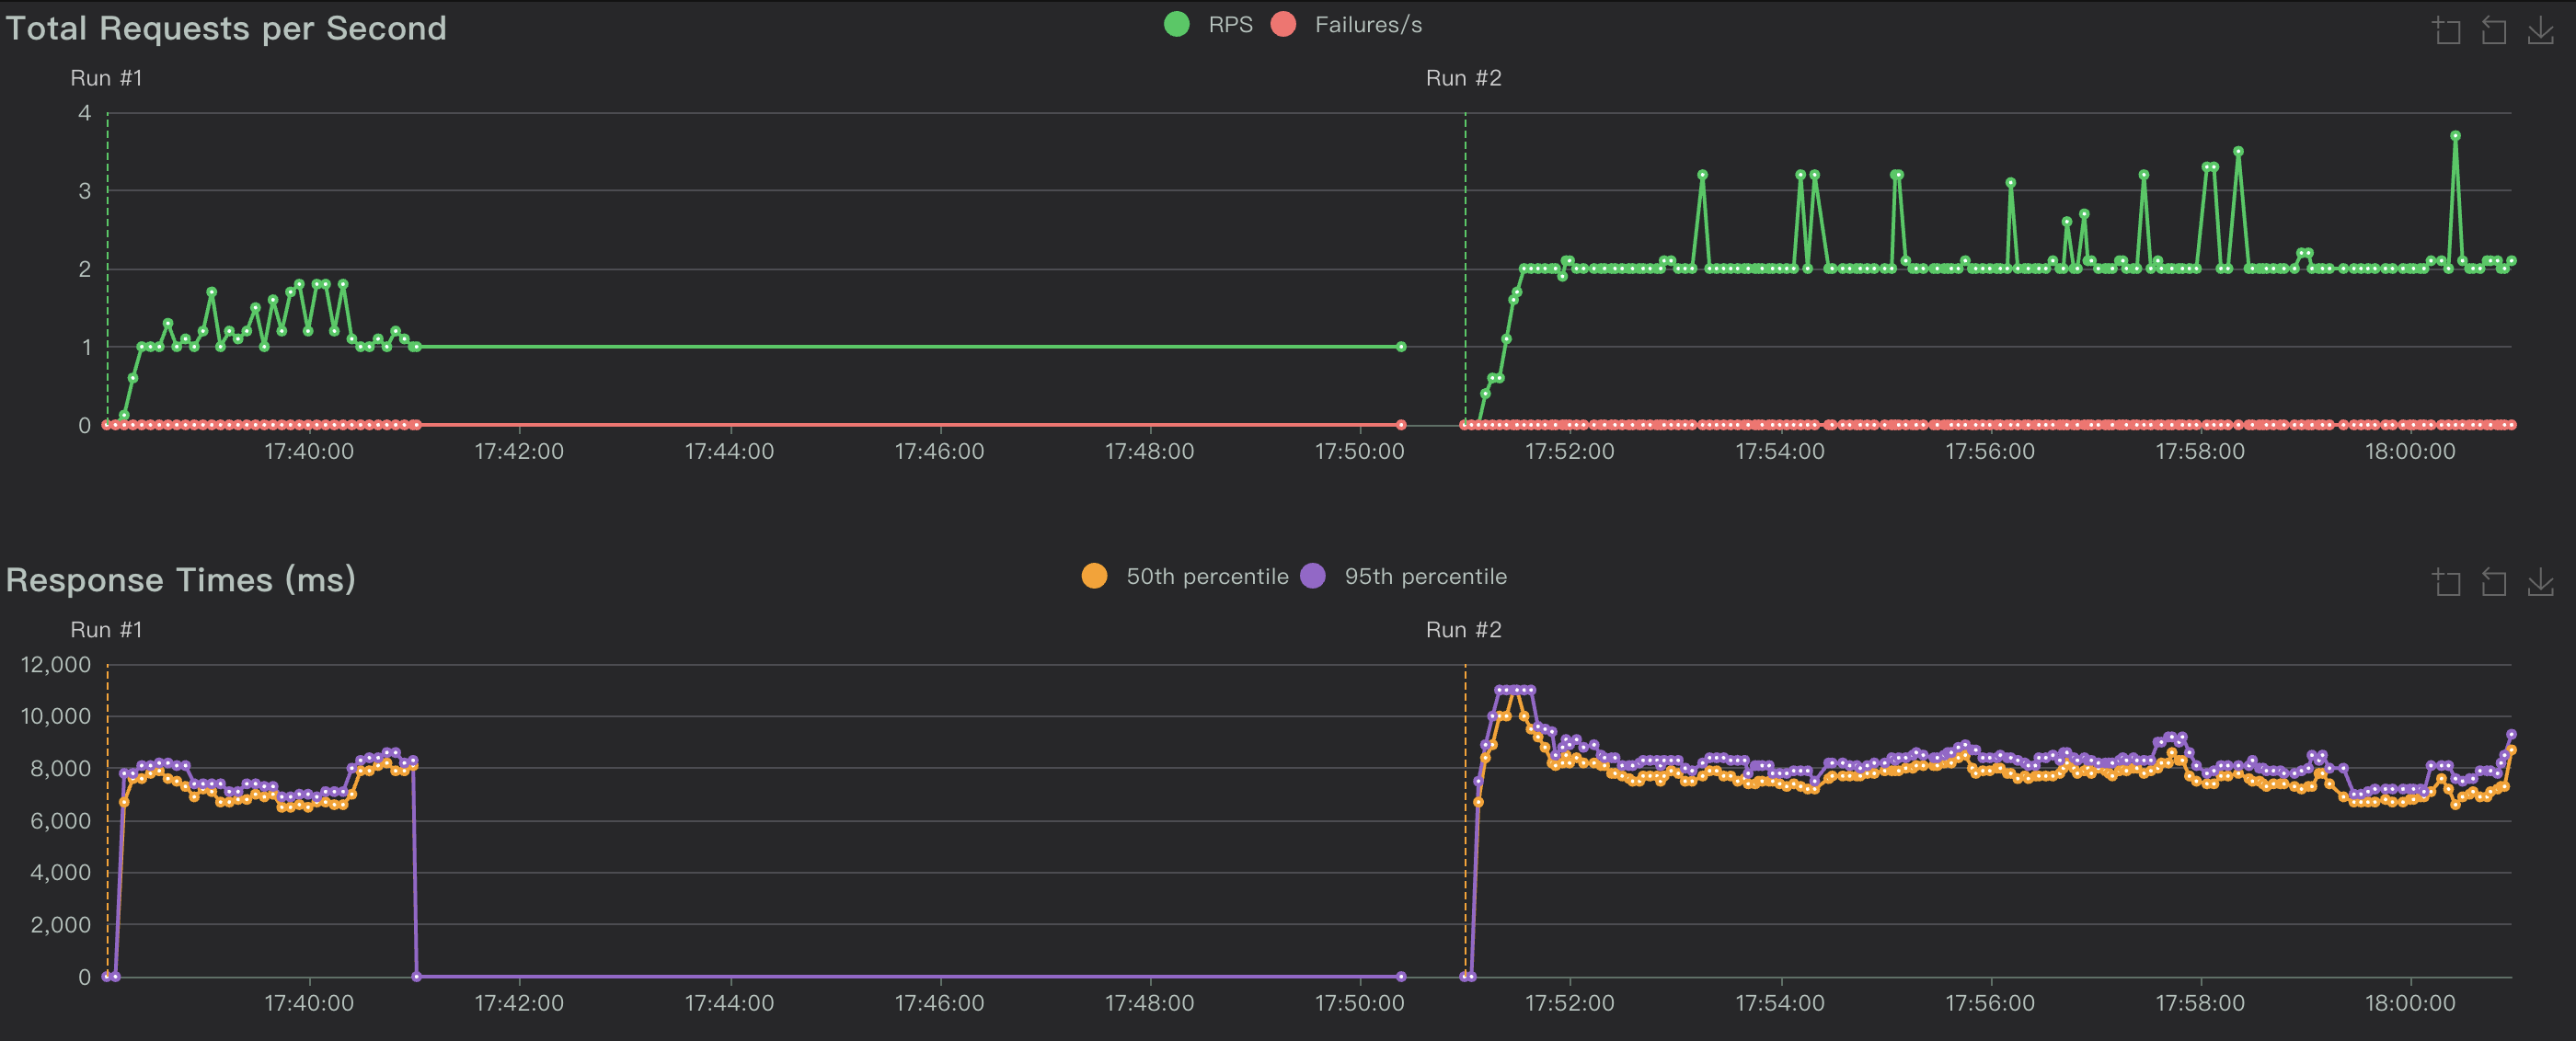 Total Requests per Second
RPS Failures/s
Run #1 Run #2
4
3
2
1
0
17:40:00 17:42:00 17:44:00 17:46:00 17:48:00 17:50:00 17:52:00 17:54:00 17:56:00 17:58:00 18:00:00
Response Times (ms)
50th percentile 95th percentile
Run #1 Run #2
12,000
10,000
8,000
6,000
4,000
2,000
0
17:40:00 17:42:00 17:44:00 17:46:00 17:48:00 17:50:00 17:52:00 17:54:00 17:56:00 17:58:00 18:00:00